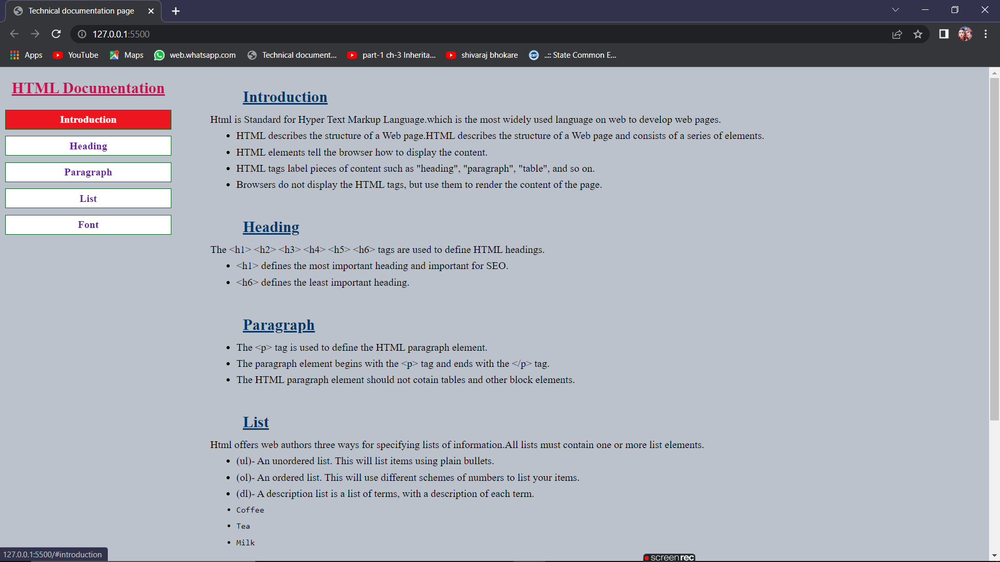 Technical documentation page
127.0.0.1:5500
Apps YouTube Maps web.whatsapp.com Technical document... part-1 ch-3 Inherita... shivaraj bhokare ..:: State Common E...
HTML Documentation
Introduction
Heading
Paragraph
List
Font
Introduction
Html is Standard for Hyper Text Markup Language.which is the most widely used language on web to develop web pages.
• HTML describes the structure of a Web page.HTML describes the structure of a Web page and consists of a series of elements.
• HTML elements tell the browser how to display the content.
• HTML tags label pieces of content such as "heading", "paragraph", "table", and so on.
• Browsers do not display the HTML tags, but use them to render the content of the page.
Heading
The <h1> <h2> <h3> <h4> <h5> <h6> tags are used to define HTML headings.
• <h1> defines the most important heading and important for SEO.
• <h6> defines the least important heading.
Paragraph
• The <p> tag is used to define the HTML paragraph element.
• The paragraph element begins with the <p> tag and ends with the </p> tag.
• The HTML paragraph element should not cotain tables and other block elements.
List
Html offers web authors three ways for specifying lists of information.All lists must contain one or more list elements.
• (ul)- An unordered list. This will list items using plain bullets.
• (ol)- An ordered list. This will use different schemes of numbers to list your items.
• (dl)- A description list is a list of terms, with a description of each term.
• Coffee
• Tea
• Milk
127.0.0.1:5500/#introduction
screenrec